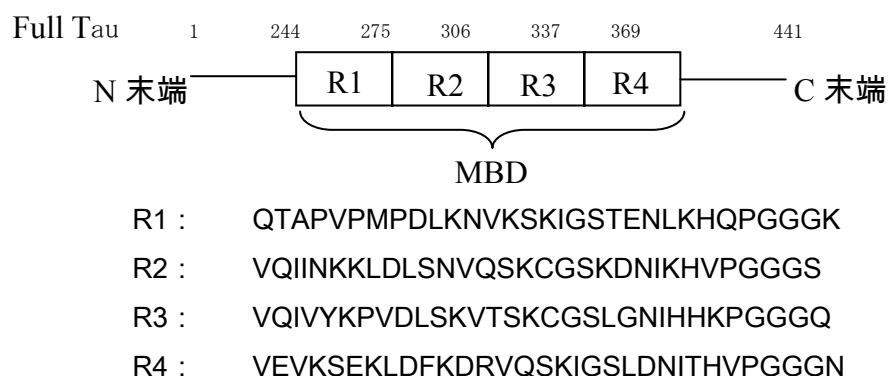 Full Tau 1 244 275 306 337 369 441
N 末端 R1 R2 R3 R4 C 末端
MBD
R1 : QTAPVPMPDLKNVKSKIGSTENLKHQPGGGK
R2 : VQIINKKLDLSNVQSKCGSKDNIKHVPGGGS
R3 : VQIVYKPVDLSKVTSKCGSLGNIHHKPGGGQ
R4 : VEVKSEKLDFKDRVQSKIGSLDNITHVPGGGN